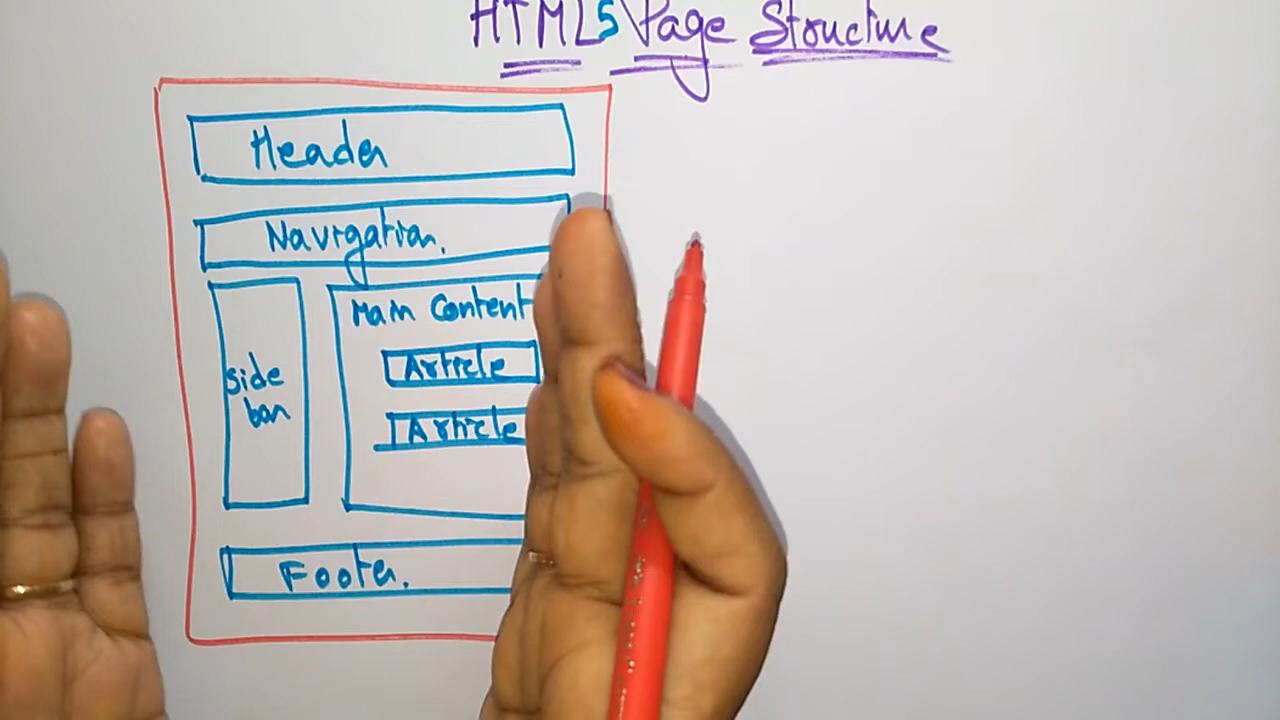 HTML5 Page Structure
Header
Navigation.
Main Content
Side
bar
Article
Article
Footer.